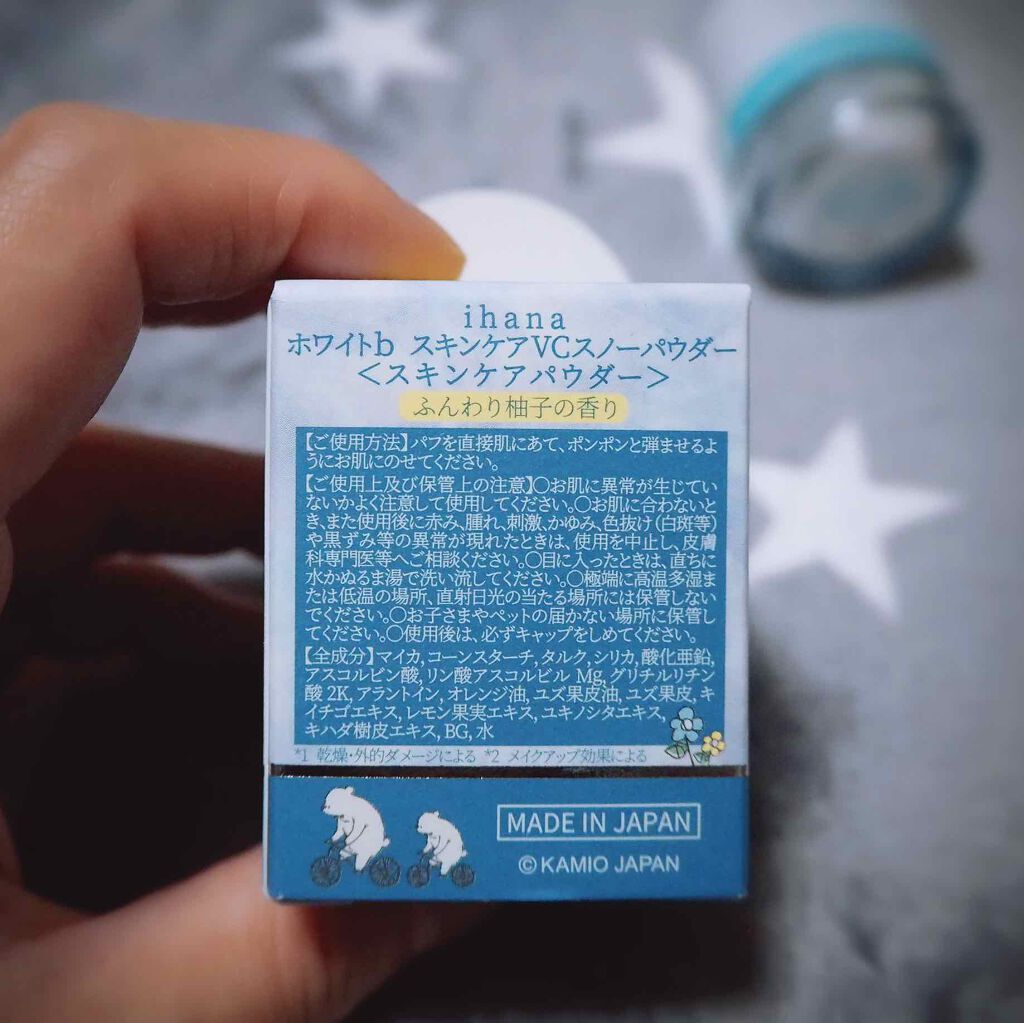 ihana
ホワイトb スキンケアVCスノーパウダー
<スキンケアパウダー>
ふんわり柚子の香り
【ご使用方法】パフを直接肌にあて、ポンポンと弾ませるよ
うにお肌にのせてください。
【ご使用上及び保管上の注意】〇お肌に異常が生じてい
ないかよく注意して使用してください。〇お肌に合わないと
き、また使用後に赤み、腫れ、刺激、かゆみ、色抜け(白斑等)
や黒ずみ等の異常が現れたときは、使用を中止し、皮膚
科専門医等へご相談ください。〇目に入ったときは、直ちに
水かぬるま湯で洗い流してください。〇極端に高温多湿ま
たは低温の場所、直射日光の当たる場所には保管しない
でください。〇お子さまやペットの届かない場所に保管し
てください。〇使用後は、必ずキャップをしめてください。
【全成分】マイカ, コーンスターチ, タルク, シリカ, 酸化亜鉛,
アスコルビン酸, リン酸アスコルビル Mg, グリチルリチン
酸 2K, アラントイン, オレンジ油, ユズ果皮油, ユズ果皮, キ
イチゴエキス, レモン果実エキス, ユキノシタエキス,
キハダ樹皮エキス, BG, 水
*1 乾燥・外的ダメージによる *2 メイクアップ効果による
MADE IN JAPAN
©KAMIO JAPAN